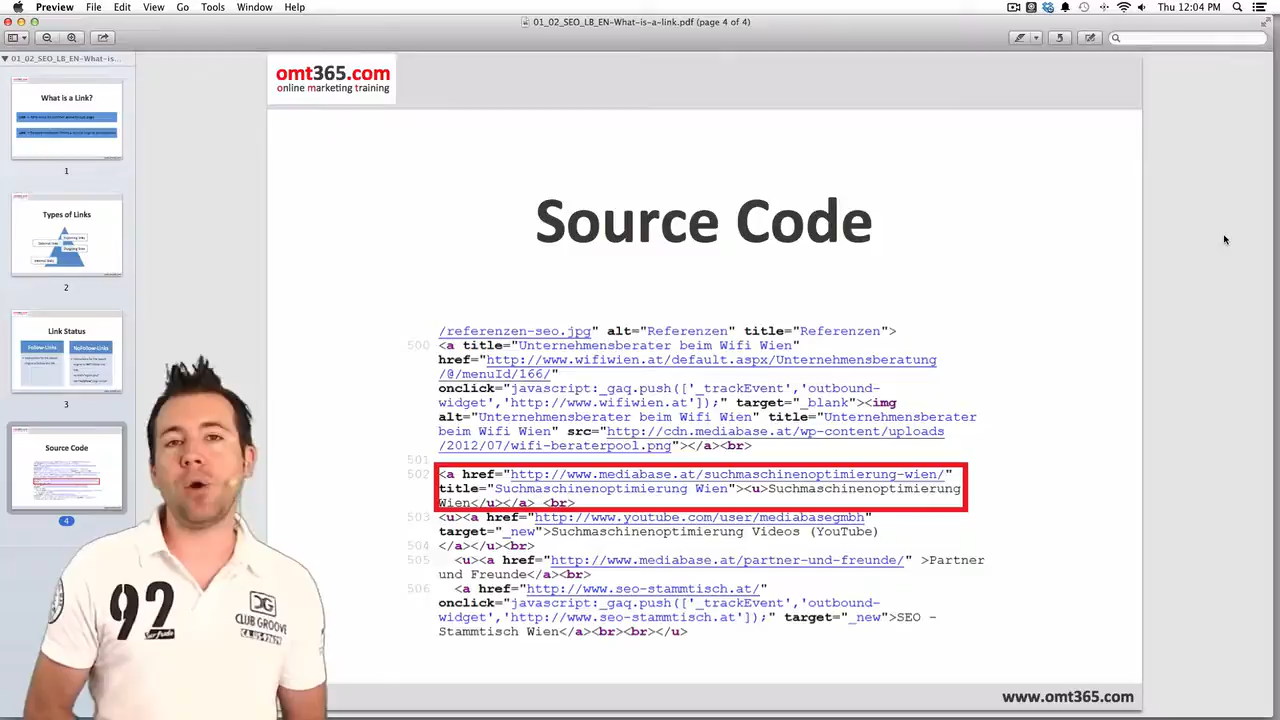 Preview File Edit View Go Tools Window Help
Thu 12:04 PM
01_02_SEO_LB_EN-What-is-a-link.pdf (page 4 of 4)
01_02_SEO_LB_EN-What-is...
What is a Link?
1
Types of Links
2
Link Status
Follow-Links
NoFollow-Links
3
Source Code
4
omt365.com
online marketing training
Source Code
/referenzen-seo.jpg" alt="Referenzen" title="Referenzen">
500 <a title="Unternehmensberater beim Wifi Wien"
href="http://www.wifiwien.at/default.aspx/Unternehmensberatung
/@/menuId/166/"
onclick="javascript:_gaq.push(['_trackEvent','outbound-
widget','http://www.wifiwien.at']);" target="_blank"><img
alt="Unternehmensberater beim Wifi Wien" title="Unternehmensberater
beim Wifi Wien" src="http://cdn.mediabase.at/wp-content/uploads
/2012/07/wifi-beraterpool.png"></a><br>
501
502 <a href="http://www.mediabase.at/suchmaschinenoptimierung-wien/"
title="Suchmaschinenoptimierung Wien"><u>Suchmaschinenoptimierung
Wien</u></a> <br>
503 <u><a href="http://www.youtube.com/user/mediabasegmbh"
target="_new">Suchmaschinenoptimierung Videos (YouTube)
504 </a></u><br>
505 <u><a href="http://www.mediabase.at/partner-und-freunde/" >Partner
und Freunde</a><br>
506 <a href="http://www.seo-stammtisch.at/"
onclick="javascript:_gaq.push(['_trackEvent','outbound-
widget','http://www.seo-stammtisch.at']);" target="_new">SEO -
Stammtisch Wien</a><br><br></u>
92
CLUB GROOVE
www.omt365.com